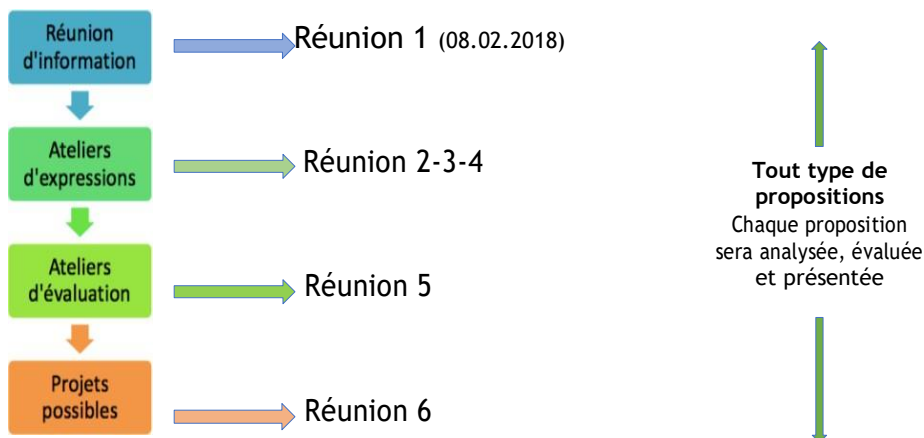 Réunion
d'information
Réunion 1 (08.02.2018)
Ateliers
d'expressions
Réunion 2-3-4
Ateliers
d'évaluation
Réunion 5
Projets
possibles
Réunion 6
Tout type de
propositions
Chaque proposition
sera analysée, évaluée
et présentée